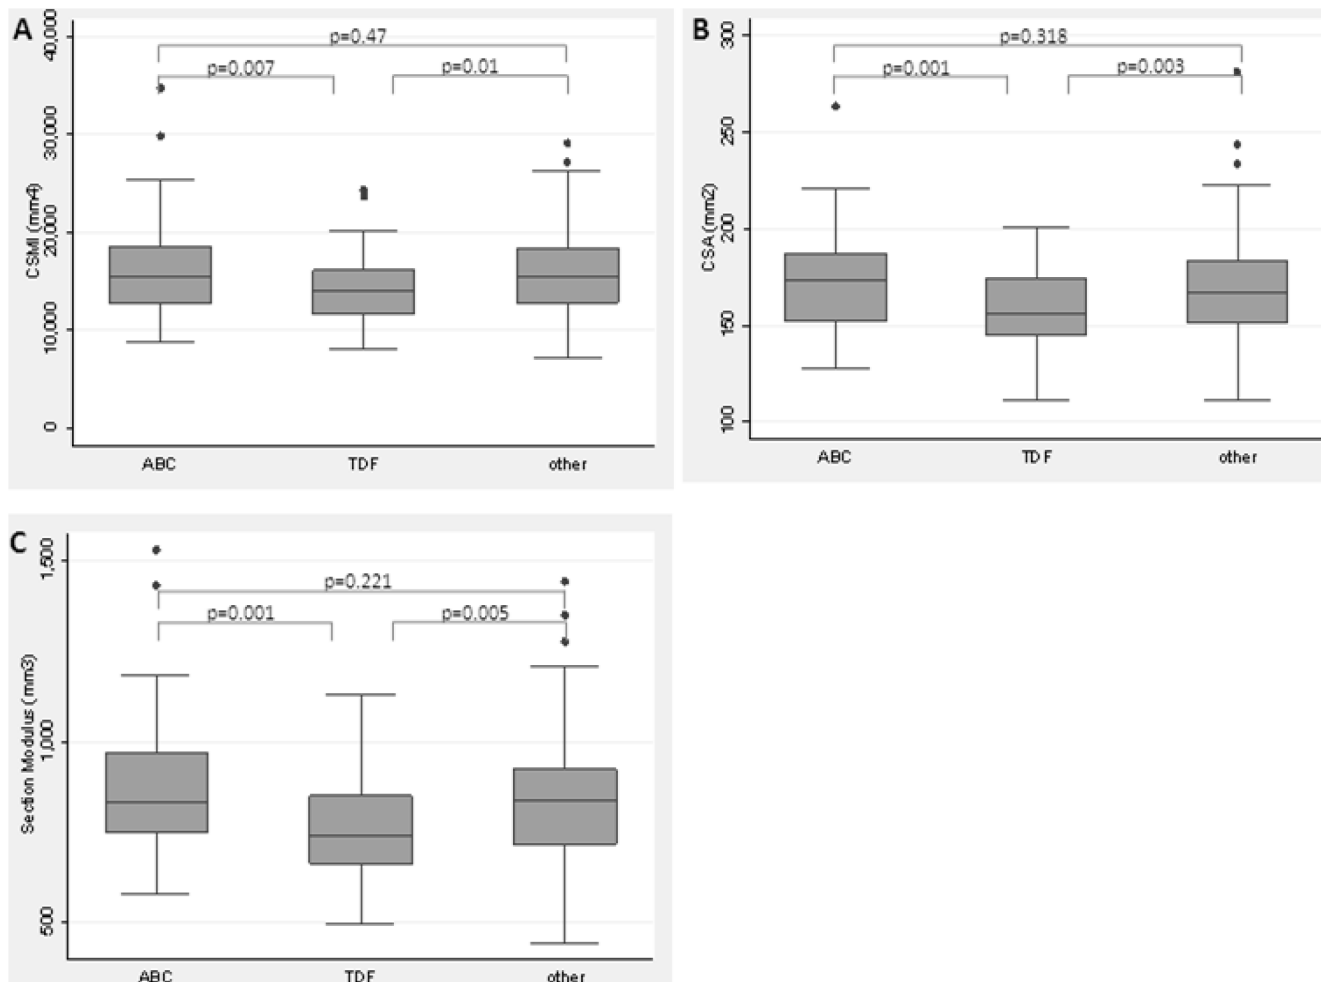 A
p=0.47
p=0.007
p=0.01
40,000
30,000
20,000
10,000
0
CSMI (mm4)
ABC
TDF
other
B
p=0.318
p=0.001
p=0.003
300
250
200
150
100
CSA (mm2)
ABC
TDF
other
C
p=0.221
p=0.001
p=0.005
1,500
1,000
500
Section Modulus (mm3)
ABC
TDF
other